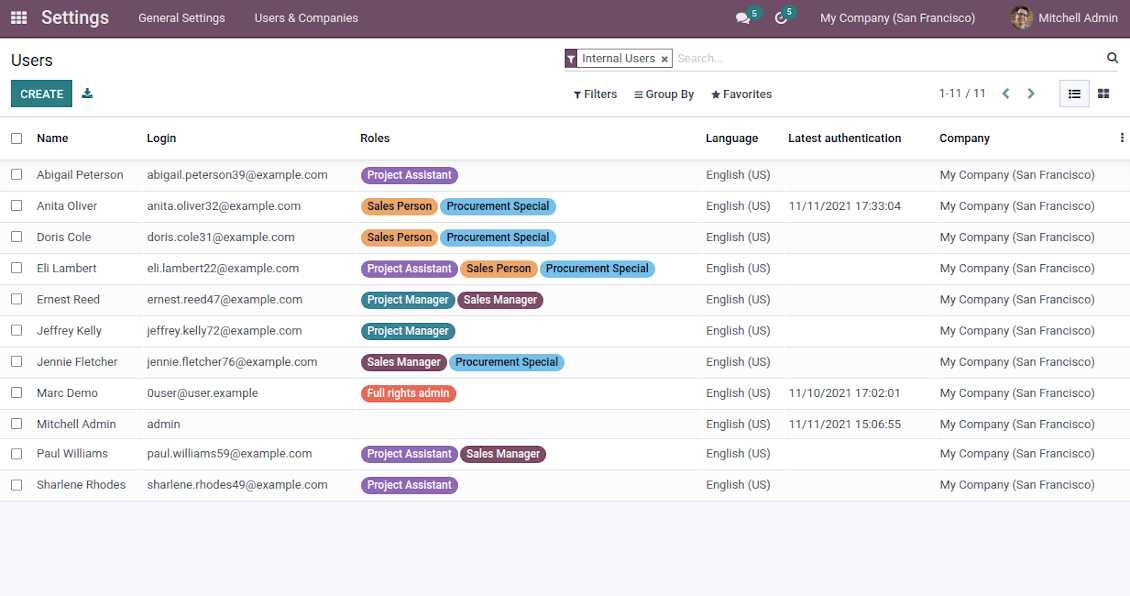 Settings General Settings Users & Companies 5 5 My Company (San Francisco) Mitchell Admin
Users Internal Users × Search...
CREATE Filters Group By Favorites 1-11 / 11
Name Login Roles Language Latest authentication Company
Abigail Peterson abigail.peterson39@example.com Project Assistant English (US) My Company (San Francisco)
Anita Oliver anita.oliver32@example.com Sales Person Procurement Special English (US) 11/11/2021 17:33:04 My Company (San Francisco)
Doris Cole doris.cole31@example.com Sales Person Procurement Special English (US) My Company (San Francisco)
Eli Lambert eli.lambert22@example.com Project Assistant Sales Person Procurement Special English (US) My Company (San Francisco)
Ernest Reed ernest.reed47@example.com Project Manager Sales Manager English (US) My Company (San Francisco)
Jeffrey Kelly jeffrey.kelly72@example.com Project Manager English (US) My Company (San Francisco)
Jennie Fletcher jennie.fletcher76@example.com Sales Manager Procurement Special English (US) My Company (San Francisco)
Marc Demo 0user@user.example Full rights admin English (US) 11/10/2021 17:02:01 My Company (San Francisco)
Mitchell Admin admin English (US) 11/11/2021 15:06:55 My Company (San Francisco)
Paul Williams paul.williams59@example.com Project Assistant Sales Manager English (US) My Company (San Francisco)
Sharlene Rhodes sharlene.rhodes49@example.com Project Assistant English (US) My Company (San Francisco)